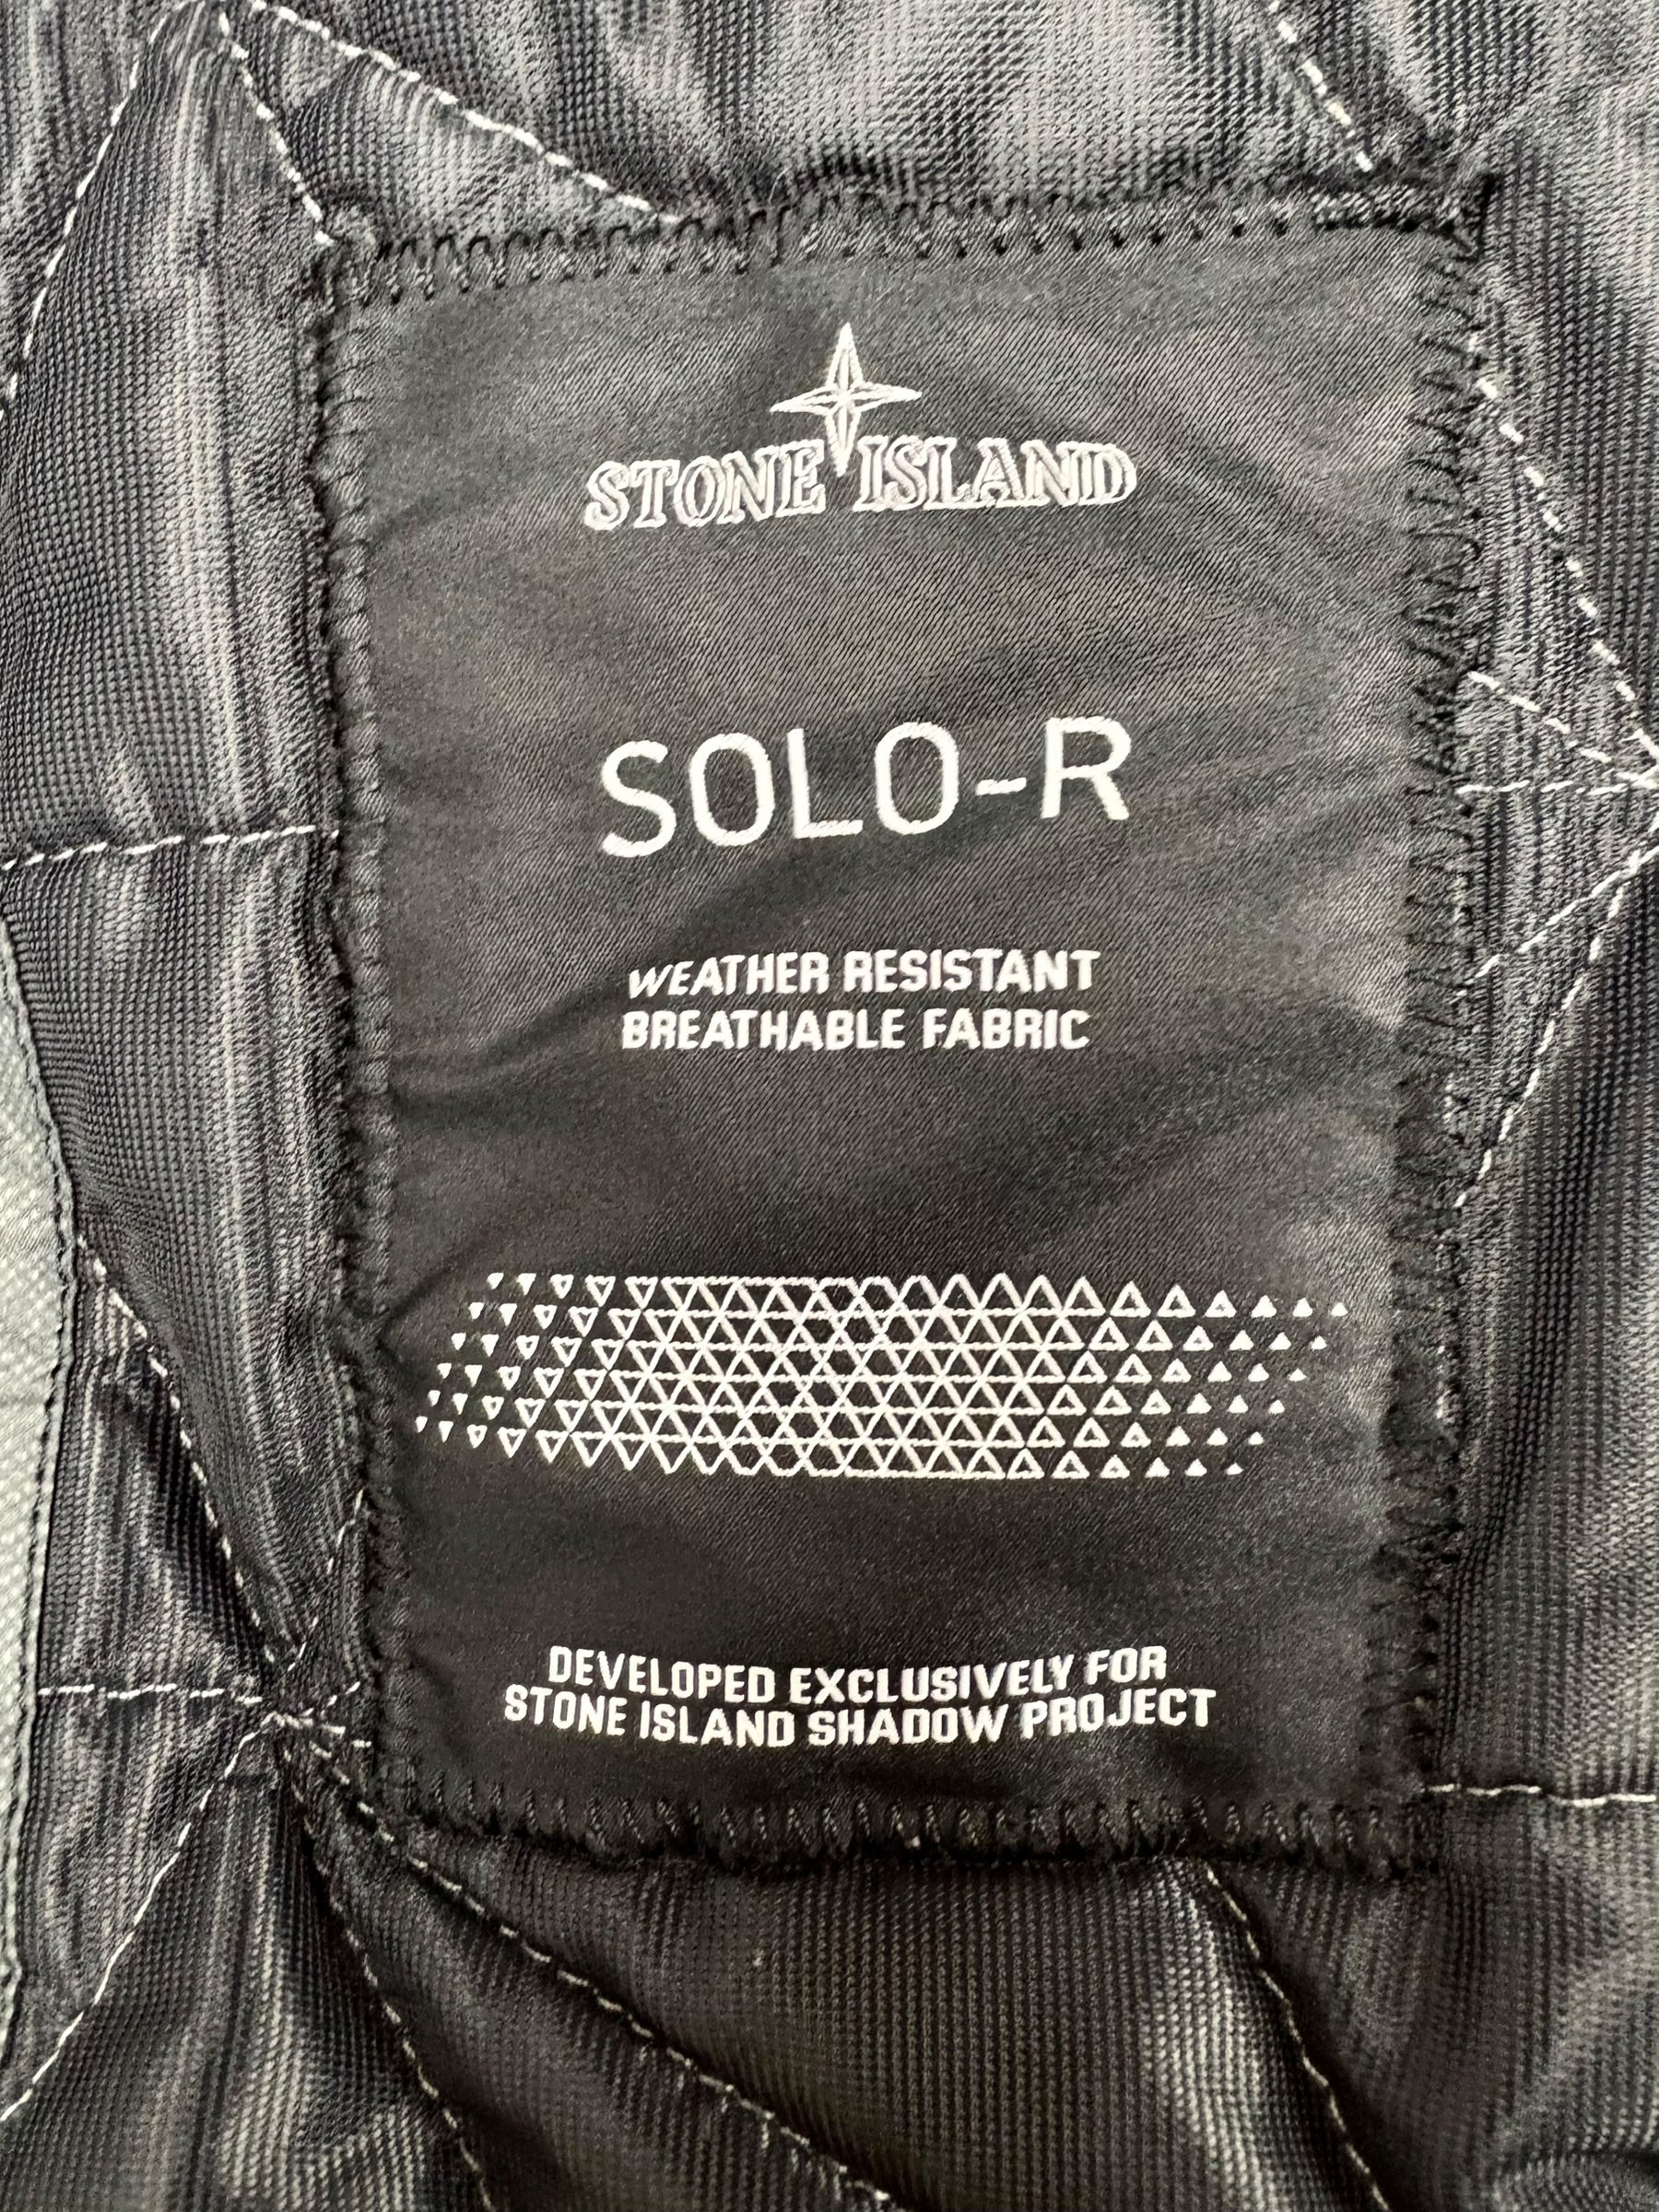 STONE ISLAND
SOLO-R
WEATHER RESISTANT
BREATHABLE FABRIC
DEVELOPED EXCLUSIVELY FOR
STONE ISLAND SHADOW PROJECT